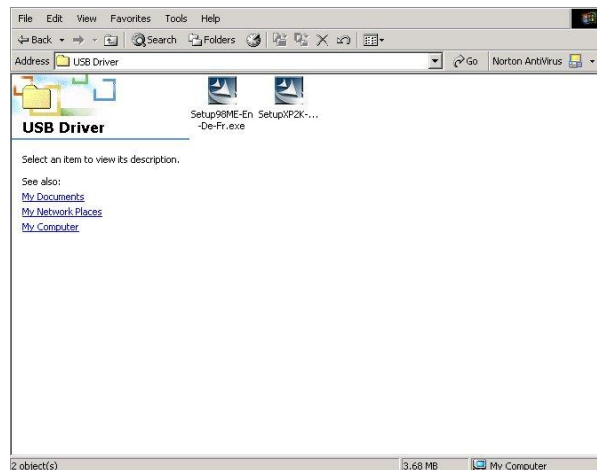 File Edit View Favorites Tools Help
Back Search Folders
Address USB Driver Go Norton AntiVirus
USB Driver
Select an item to view its description.
See also:
My Documents
My Network Places
My Computer
Setup98ME-En SetupXP2K-...
-De-Fr.exe
2 object(s) 3.68 MB My Computer